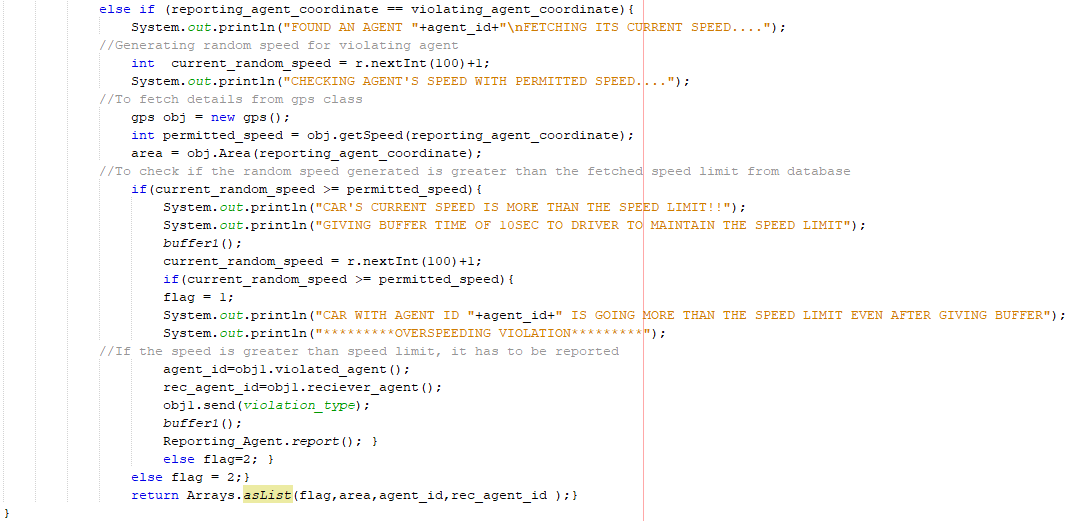 else if (reporting_agent_coordinate == violating_agent_coordinate){
System.out.println("FOUND AN AGENT "+agent_id+"\nFETCHING ITS CURRENT SPEED....");
//Generating random speed for violating agent
int  current_random_speed = r.nextInt(100)+1;
System.out.println("CHECKING AGENT'S SPEED WITH PERMITTED SPEED....");
//To fetch details from gps class
gps obj = new gps();
int permitted_speed = obj.getSpeed(reporting_agent_coordinate);
area = obj.Area(reporting_agent_coordinate);
//To check if the random speed generated is greater than the fetched speed limit from database
if(current_random_speed >= permitted_speed){
System.out.println("CAR'S CURRENT SPEED IS MORE THAN THE SPEED LIMIT!!");
System.out.println("GIVING BUFFER TIME OF 10SEC TO DRIVER TO MAINTAIN THE SPEED LIMIT");
buffer1();
current_random_speed = r.nextInt(100)+1;
if(current_random_speed >= permitted_speed){
flag = 1;
System.out.println("CAR WITH AGENT ID "+agent_id+" IS GOING MORE THAN THE SPEED LIMIT EVEN AFTER GIVING BUFFER");
System.out.println("*********OVERSPEEDING VIOLATION*********");
//If the speed is greater than speed limit, it has to be reported
agent_id=obj1.violated_agent();
rec_agent_id=obj1.reciever_agent();
obj1.send(violation_type);
buffer1();
Reporting_Agent.report(); }
else flag=2; }
else flag = 2;}
return Arrays.asList(flag,area,agent_id,rec_agent_id );}
}